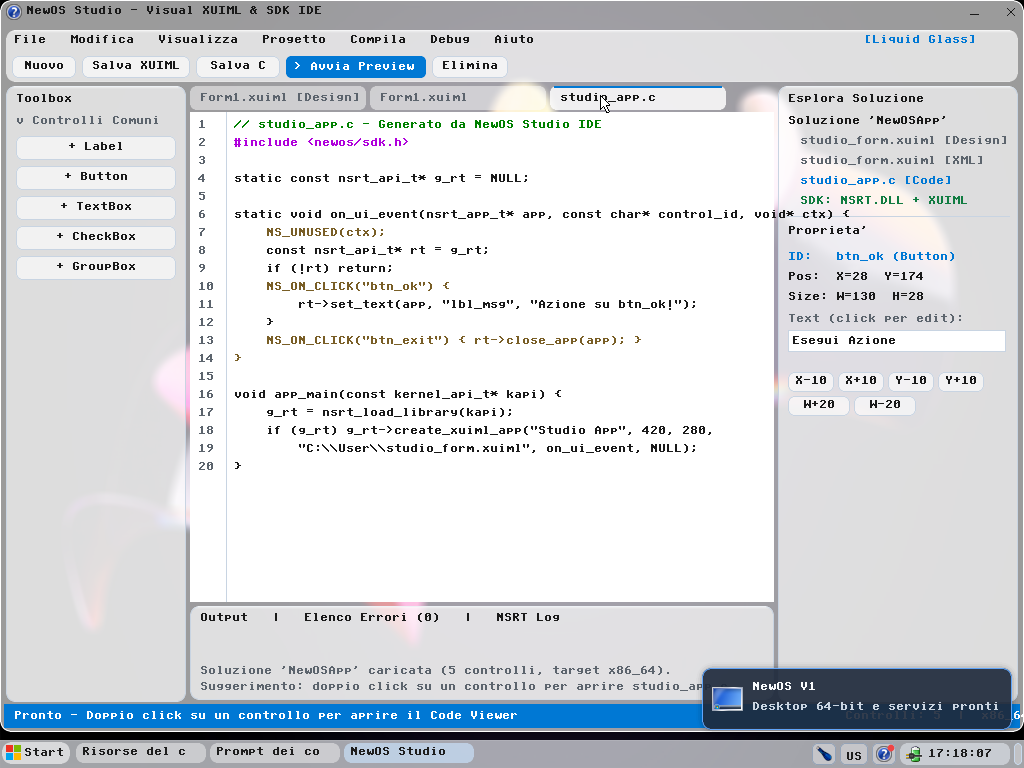 NewOS Studio - Visual XUIML & SDK IDE
File Modifica Visualizza Progetto Compila Debug Aiuto [Liquid Glass]
Nuovo Salva XUIML Salva C > Avvia Preview Elimina
Toolbox
v Controlli Comuni
+ Label
+ Button
+ TextBox
+ CheckBox
+ GroupBox
Form1.xuiml [Design] Form1.xuiml studio_app.c
1 // studio_app.c - Generato da NewOS Studio IDE
2 #include <newos/sdk.h>
3
4 static const nsrt_api_t* g_rt = NULL;
5
6 static void on_ui_event(nsrt_app_t* app, const char* control_id, void* ctx) {
7 NS_UNUSED(ctx);
8 const nsrt_api_t* rt = g_rt;
9 if (!rt) return;
10 NS_ON_CLICK("btn_ok") {
11 rt->set_text(app, "lbl_msg", "Azione su btn_ok!");
12 }
13 NS_ON_CLICK("btn_exit") { rt->close_app(app); }
14 }
15
16 void app_main(const kernel_api_t* kapi) {
17 g_rt = nsrt_load_library(kapi);
18 if (g_rt) g_rt->create_xuiml_app("Studio App", 420, 280,
19 "C:\\User\\studio_form.xuiml", on_ui_event, NULL);
20 }
Output | Elenco Errori (0) | NSRT Log
Soluzione 'NewOSApp' caricata (5 controlli, target x86_64).
Suggerimento: doppio click su un controllo per aprire studio_ap
Esplora Soluzione
Soluzione 'NewOSApp'
studio_form.xuiml [Design]
studio_form.xuiml [XML]
studio_app.c [Code]
SDK: NSRT.DLL + XUIML
Proprieta'
ID: btn_ok (Button)
Pos: X=28 Y=174
Size: W=130 H=28
Text (click per edit):
Esegui Azione
X-10 X+10 Y-10 Y+10
W+20 W-20
NewOS V1
Desktop 64-bit e servizi pronti
Pronto - Doppio click su un controllo per aprire il Code Viewer
Start Risorse del c Prompt dei co NewOS Studio US 17:18:07